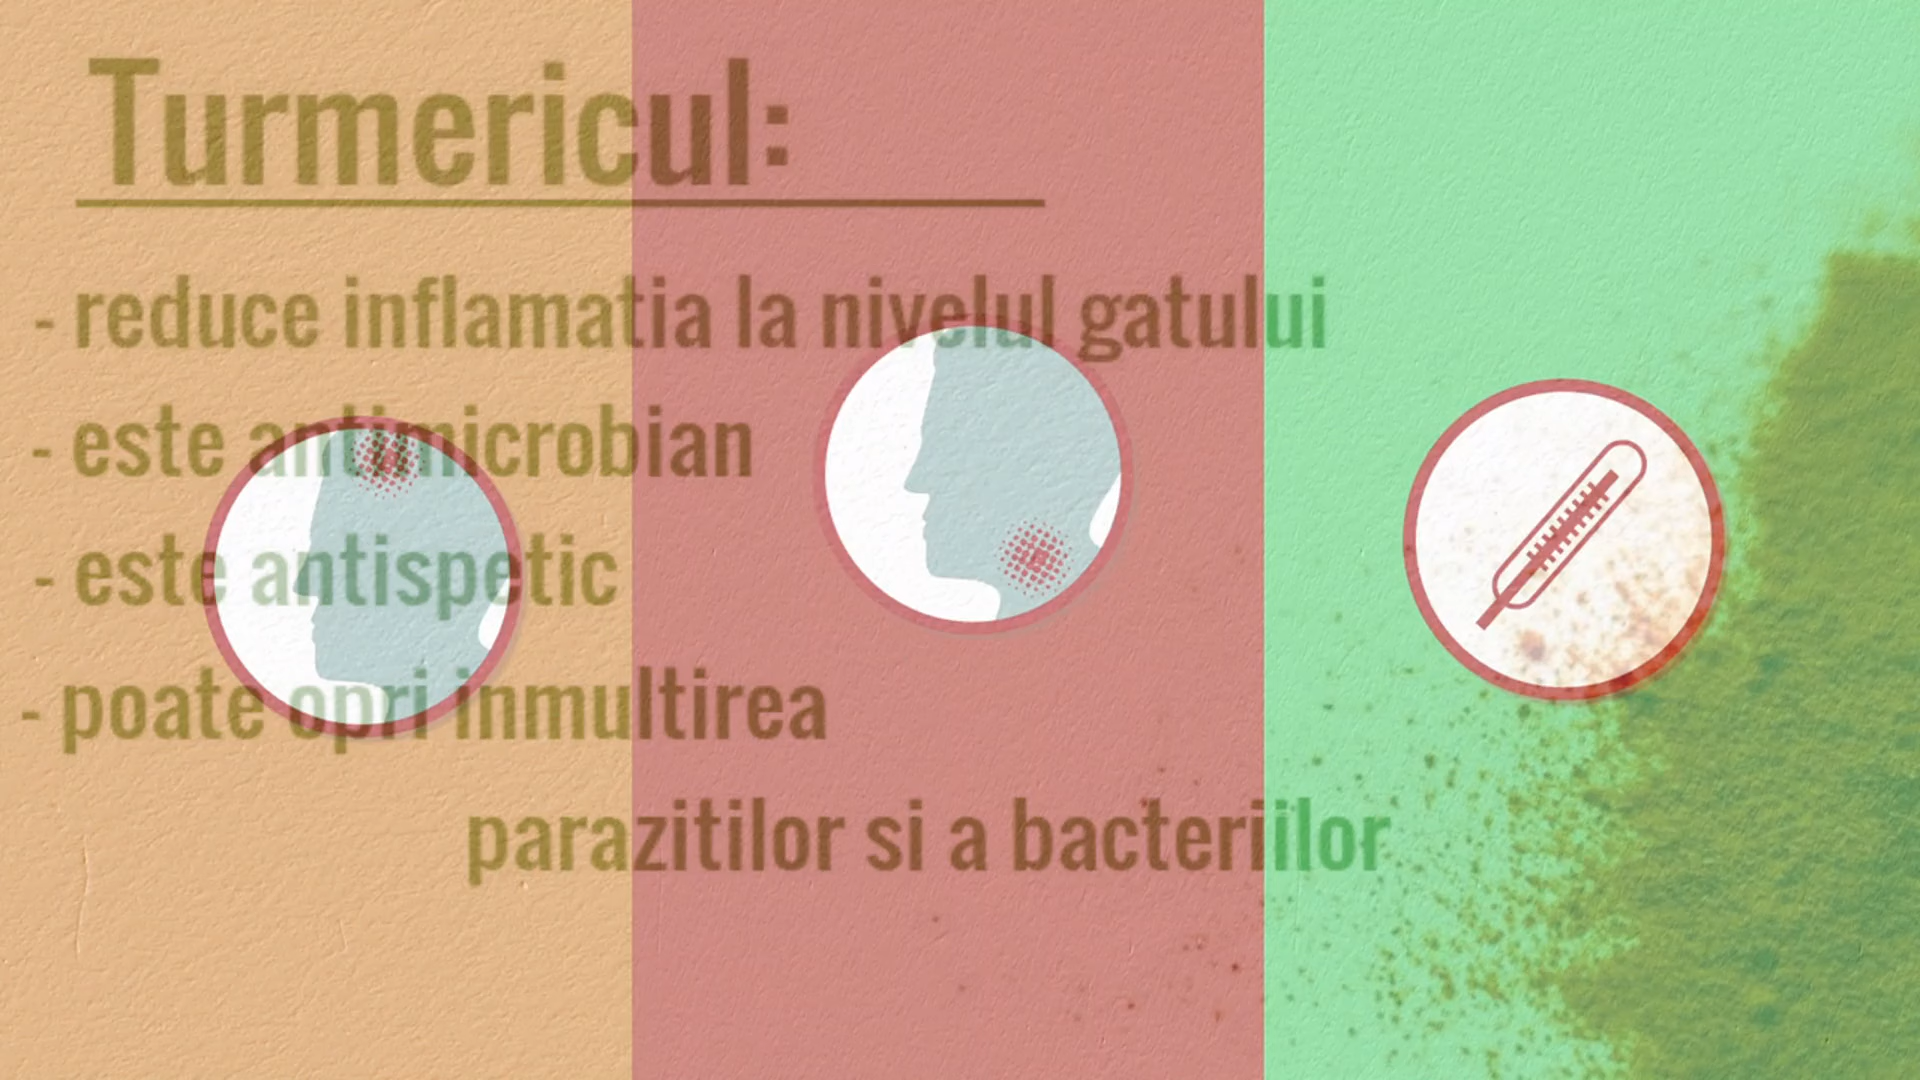 Turmericul:
- reduce inflamatia la nivelul gatului
- este antimicrobian
- este antispetic
- poate opri inmultirea
parazitilor si a bacteriilor